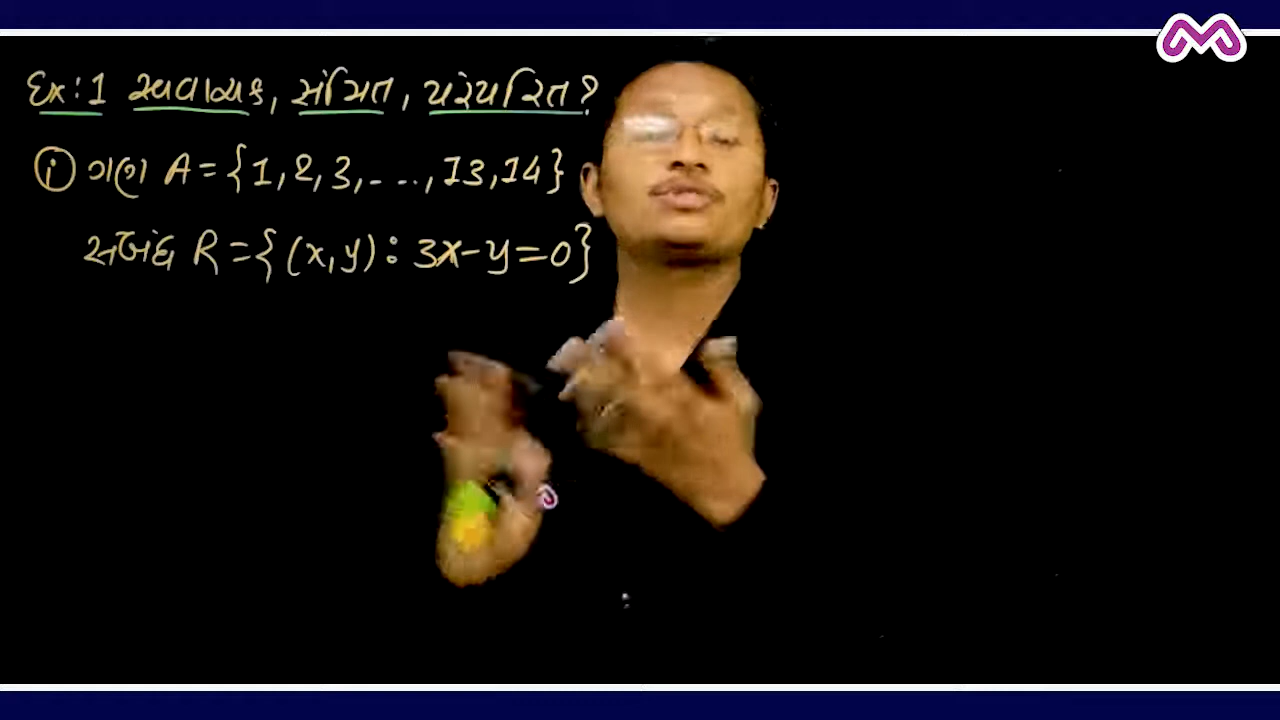 Ex: 1 સ્વવાચક, સંમિત, પરંપરિત ?
(i) ગણ A = {1, 2, 3, ..., 13, 14}
સંબંધ R = {(x, y) : 3x - y = 0}